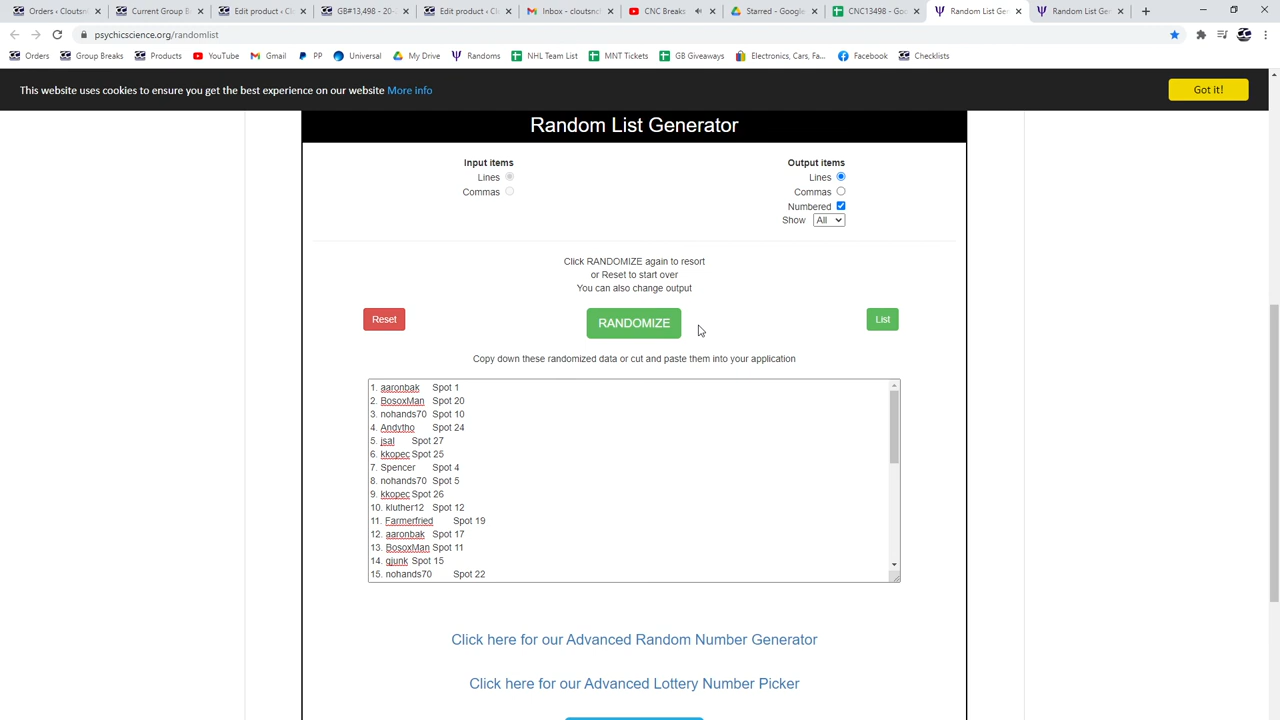 Orders ‹ Cloutsn
Current Group B
Edit product ‹ C
GB#13,498 - 20-
Edit product ‹ C
Inbox - cloutsnc
CNC Breaks
Starred - Google
CNC13498 - Goo
Random List Gen
Random List Gen
psychicscience.org/randomlist
Orders
Group Breaks
Products
YouTube
Gmail
PP
Universal
My Drive
Randoms
NHL Team List
MNT Tickets
GB Giveaways
Electronics, Cars, Fa...
Facebook
Checklists
This website uses cookies to ensure you get the best experience on our website More info
Got it!
Random List Generator
Input items
Lines
Commas
Output items
Lines
Commas
Numbered
Show All
Click RANDOMIZE again to resort
or Reset to start over
You can also change output
Reset
RANDOMIZE
List
Copy down these randomized data or cut and paste them into your application
1. aaronbak Spot 1
2. BosoxMan Spot 20
3. nohands70 Spot 10
4. Andytho Spot 24
5. jsal Spot 27
6. kkopec Spot 25
7. Spencer Spot 4
8. nohands70 Spot 5
9. kkopec Spot 26
10. kluther12 Spot 12
11. Farmerfried Spot 19
12. aaronbak Spot 17
13. BosoxMan Spot 11
14. gjunk Spot 15
15. nohands70 Spot 22
Click here for our Advanced Random Number Generator
Click here for our Advanced Lottery Number Picker